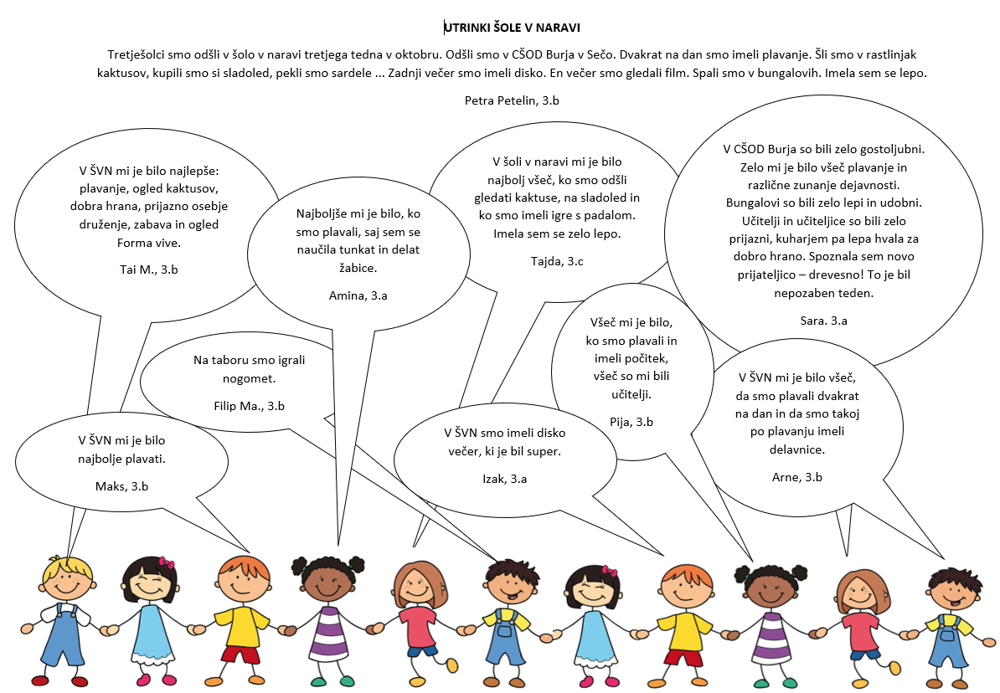 UTRINKI ŠOLE V NARAVI
Tretješolci smo odšli v šolo v naravi tretjega tedna v oktobru. Odšli smo v CŠOD Burja v Sečo. Dvakrat na dan smo imeli plavanje. Šli smo v rastlinjak
kaktusov, kupili smo si sladoled, pekli smo sardele ... Zadnji večer smo imeli disko. En večer smo gledali film. Spali smo v bungalovih. Imela sem se lepo.
Petra Petelin, 3.b
V ŠVN mi je bilo najlepše:
plavanje, ogled kaktusov,
dobra hrana, prijazno osebje
druženje, zabava in ogled
Forma vive.
Tai M., 3.b
Najboljše mi je bilo, ko
smo plavali, saj sem se
naučila tunkat in delat
žabice.
Amina, 3.a
V šoli v naravi mi je bilo
najbolj všeč, ko smo odšli
gledati kaktuse, na sladoled in
ko smo imeli igre s padalom.
Imela sem se zelo lepo.
Tajda, 3.c
V CŠOD Burja so bili zelo gostoljubni.
Zelo mi je bilo všeč plavanje in
različne zunanje dejavnosti.
Bungalovi so bili zelo lepi in udobni.
Učitelji in učiteljice so bili zelo
prijazni, kuharjem pa lepa hvala za
dobro hrano. Spoznala sem novo
prijateljico – drevesno! To je bil
nepozaben teden.
Sara. 3.a
Na taboru smo igrali
nogomet.
Filip Ma., 3.b
Všeč mi je bilo,
ko smo plavali in
imeli počitek,
všeč so mi bili
učitelji.
Pija, 3.b
V ŠVN mi je bilo všeč,
da smo plavali dvakrat
na dan in da smo takoj
po plavanju imeli
delavnice.
Arne, 3.b
V ŠVN mi je bilo
najbolje plavati.
Maks, 3.b
V ŠVN smo imeli disko
večer, ki je bil super.
Izak, 3.a